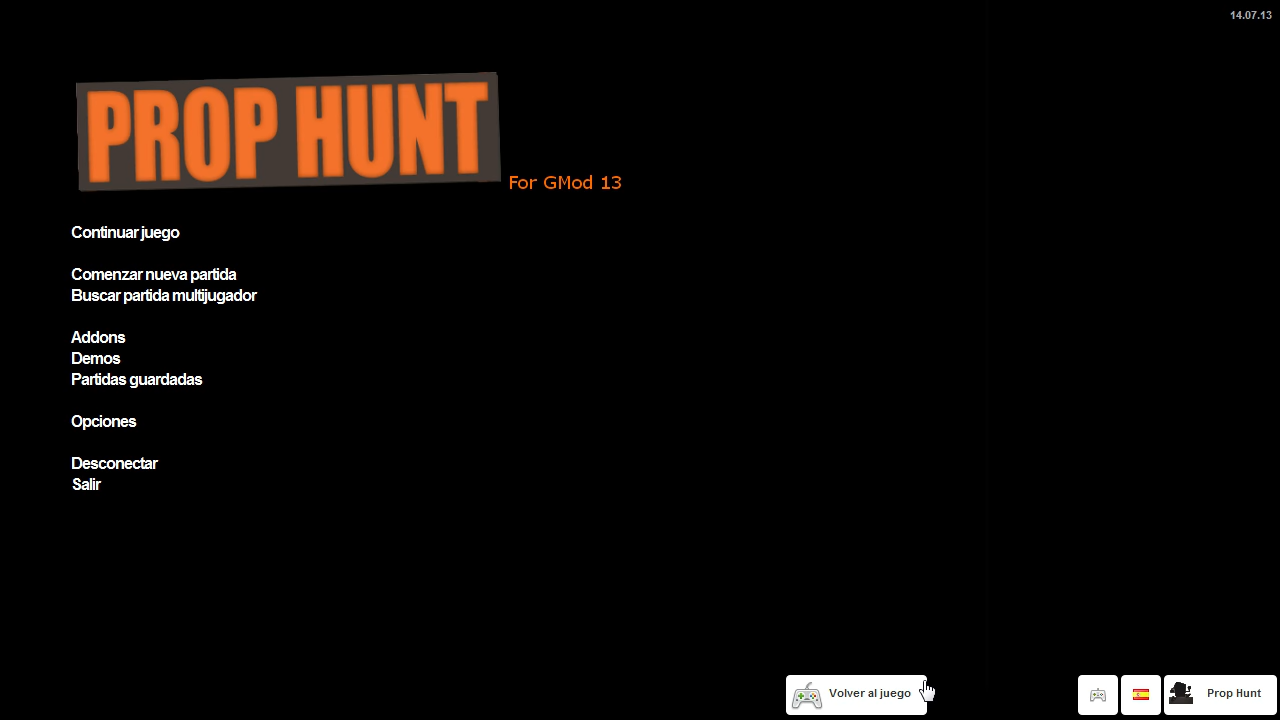 14.07.13
PROP HUNT
For GMod 13
Continuar juego
Comenzar nueva partida
Buscar partida multijugador
Addons
Demos
Partidas guardadas
Opciones
Desconectar
Salir
Volver al juego
Prop Hunt